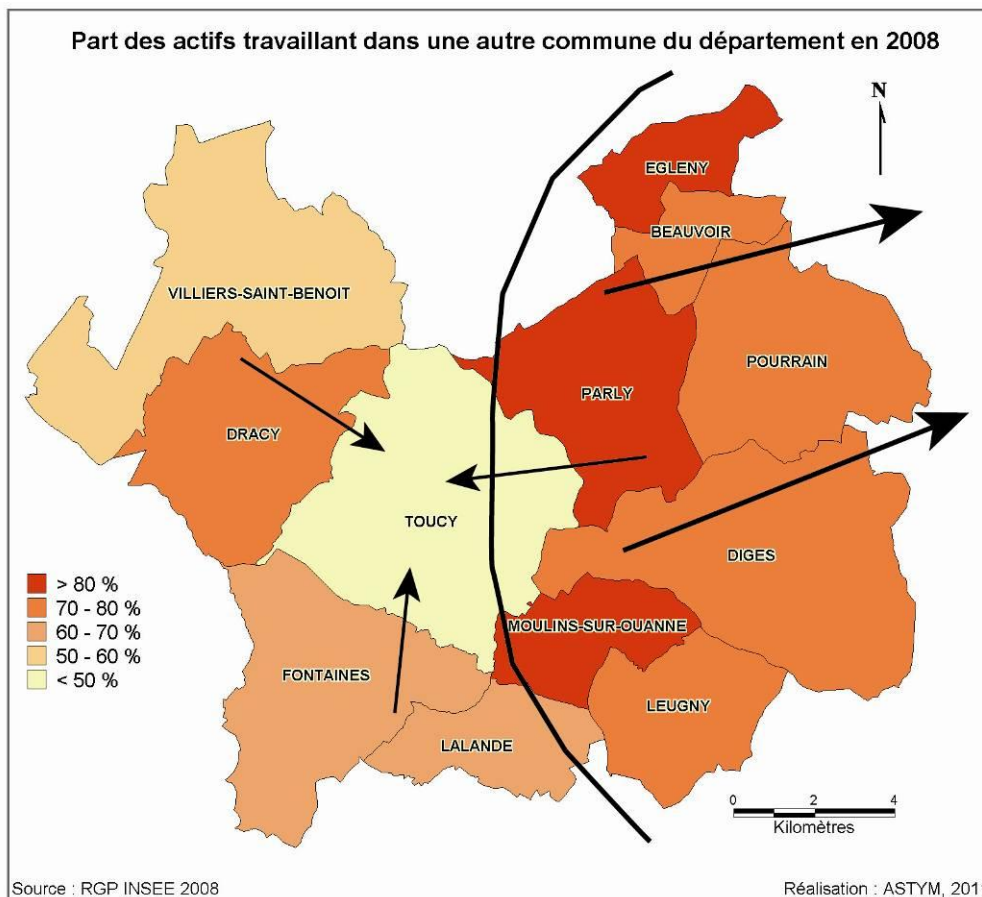 Part des actifs travaillant dans une autre commune du département en 2008
N
EGLENY
BEAUVOIR
VILLIERS-SAINT-BENOIT
POURRAIN
PARLY
DRACY
TOUCY
DIGES
MOULINS-SUR-OUANNE
FONTAINES
LEUGNY
LALANDE
> 80 %
70 - 80 %
60 - 70 %
50 - 60 %
< 50 %
0 2 4
Kilomètres
Source : RGP INSEE 2008
Réalisation : ASTYM, 201